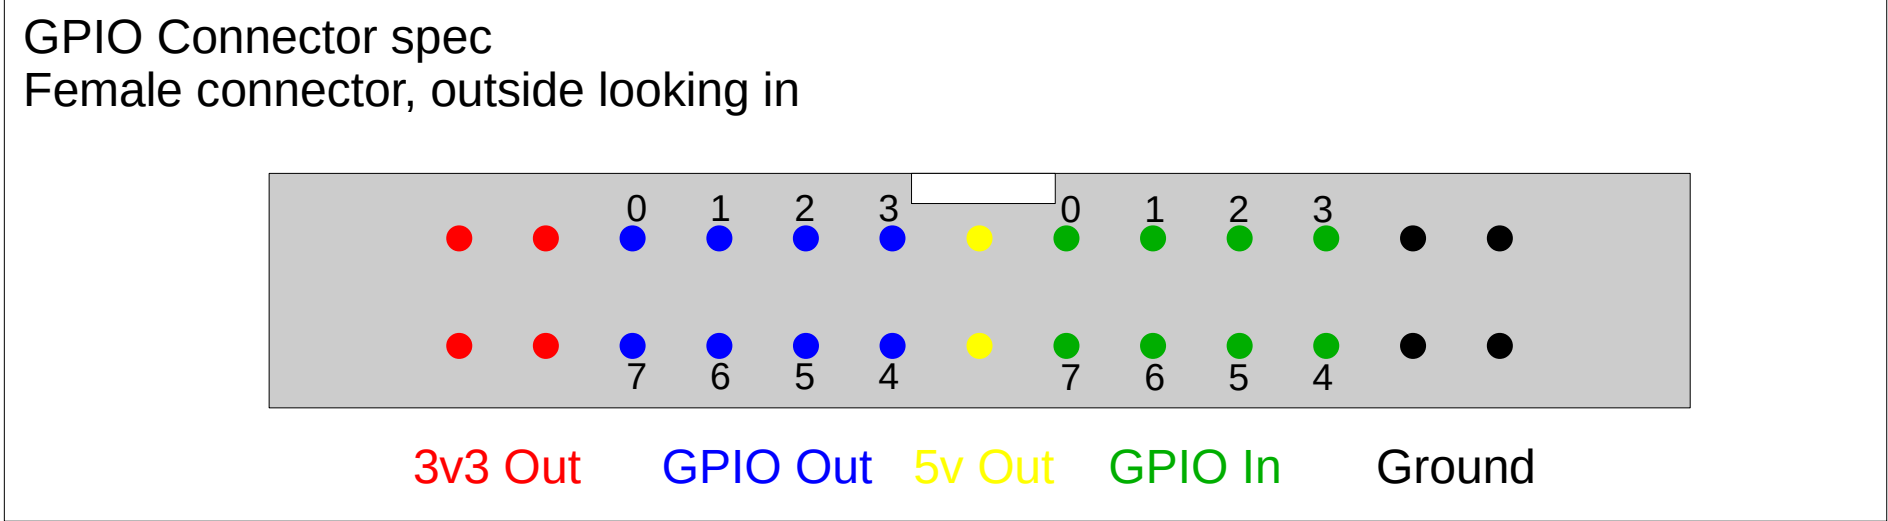 GPIO Connector spec
Female connector, outside looking in
0 1 2 3 0 1 2 3
7 6 5 4 7 6 5 4
3v3 Out GPIO Out 5v Out GPIO In Ground